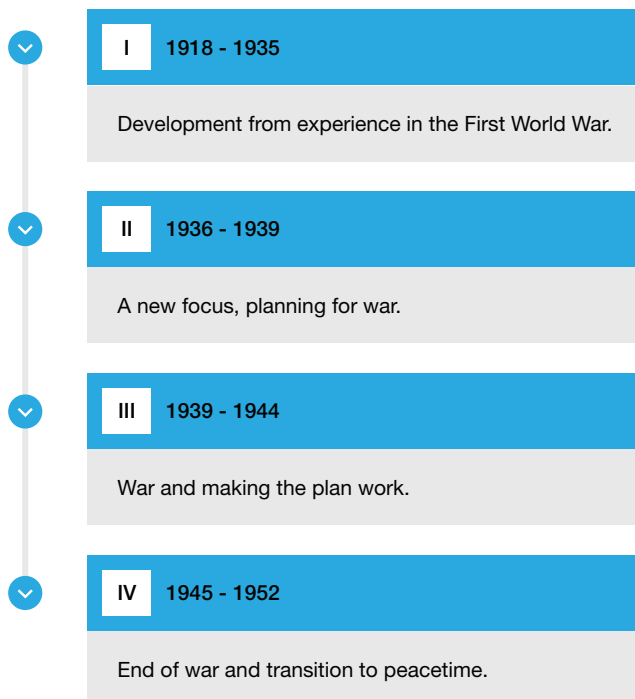 I 1918 - 1935
Development from experience in the First World War.
II 1936 - 1939
A new focus, planning for war.
III 1939 - 1944
War and making the plan work.
IV 1945 - 1952
End of war and transition to peacetime.